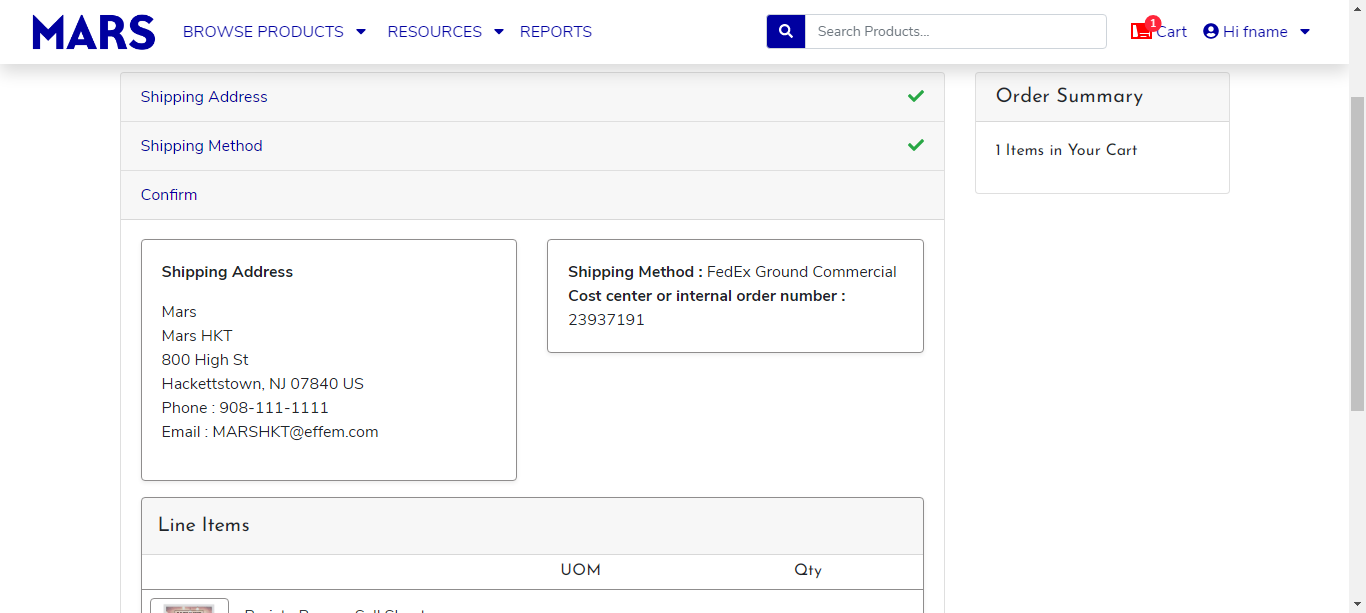 MARS BROWSE PRODUCTS RESOURCES REPORTS Search Products... 1 Cart Hi fname
Shipping Address
Shipping Method
Confirm
Order Summary
1 Items in Your Cart
Shipping Address
Mars
Mars HKT
800 High St
Hackettstown, NJ 07840 US
Phone : 908-111-1111
Email : MARSHKT@effem.com
Shipping Method : FedEx Ground Commercial
Cost center or internal order number :
23937191
Line Items
UOM Qty